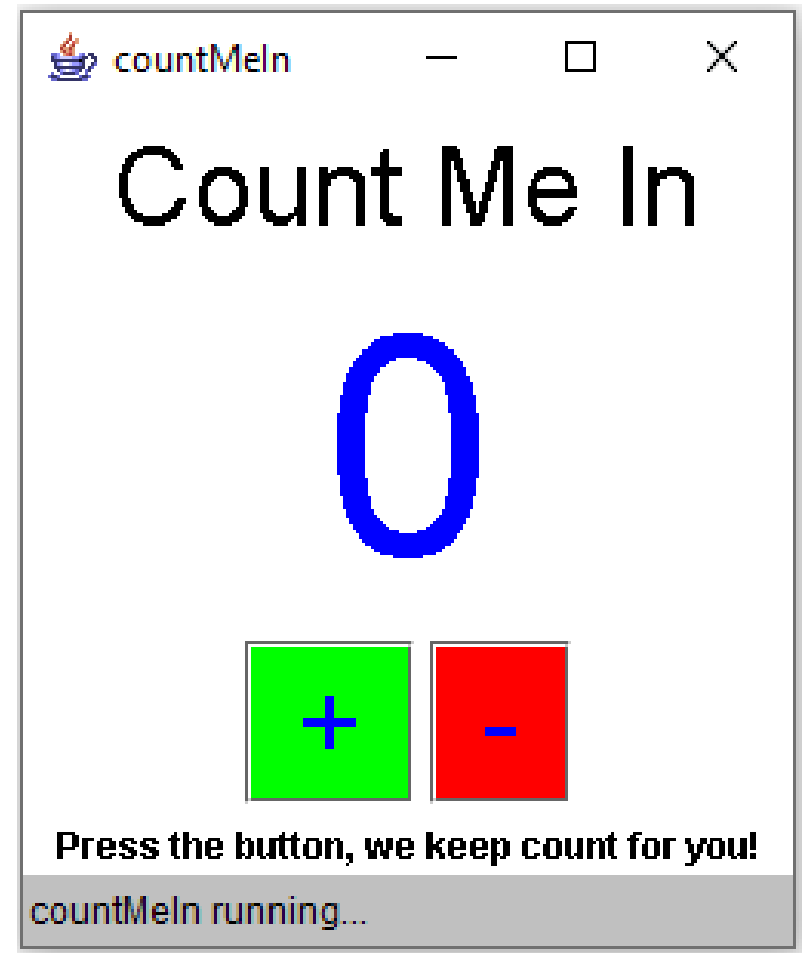 countMeIn
Count Me In
0
+ -
Press the button, we keep count for you!
countMeIn running...